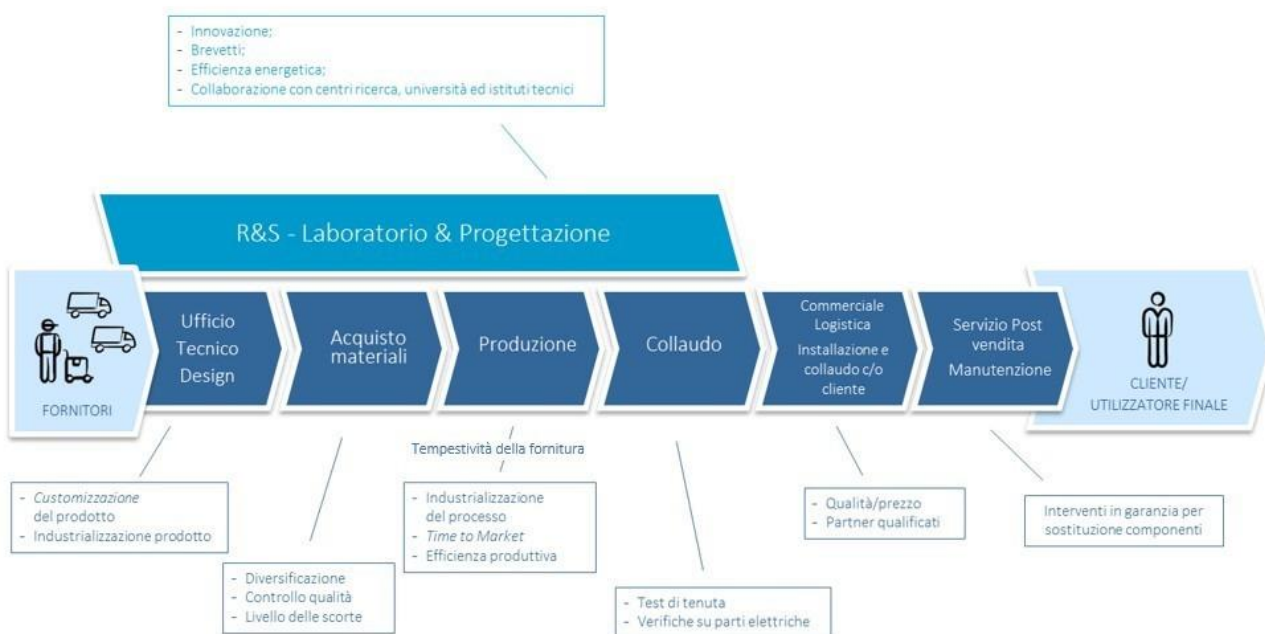 - Innovazione;
- Brevetti;
- Efficienza energetica;
- Collaborazione con centri ricerca, università ed istituti tecnici
R&S - Laboratorio & Progettazione
FORNITORI
Ufficio
Tecnico
Design
Acquisto
materiali
Produzione
Collaudo
Commerciale
Logistica
Installazione e
collaudo c/o
cliente
Servizio Post
vendita
Manutenzione
CLIENTE/
UTILIZZATORE FINALE
- Customizzazione
del prodotto
- Industrializzazione prodotto
- Diversificazione
- Controllo qualità
- Livello delle scorte
Tempestività della fornitura
- Industrializzazione
del processo
- Time to Market
- Efficienza produttiva
- Test di tenuta
- Verifiche su parti elettriche
- Qualità/prezzo
- Partner qualificati
Interventi in garanzia per
sostituzione componenti